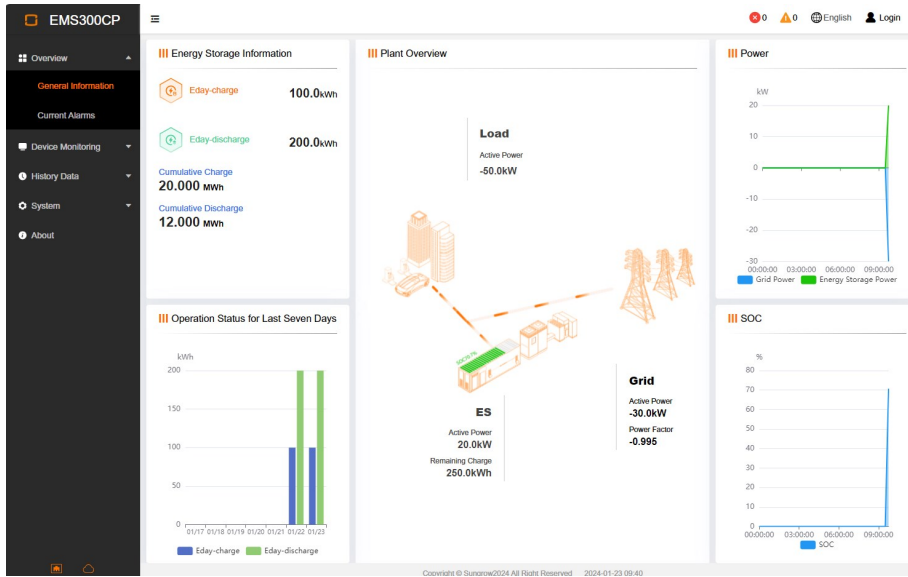 EMS300CP
0
0
English
Login
Overview
General Information
Current Alarms
Device Monitoring
History Data
System
About
Energy Storage Information
Eday-charge
100.0kWh
Eday-discharge
200.0kWh
Cumulative Charge
20.000 MWh
Cumulative Discharge
12.000 MWh
Operation Status for Last Seven Days
kWh
200
150
100
50
0
01/17 01/18 01/19 01/20 01/21 01/22 01/23
Eday-charge Eday-discharge
Plant Overview
Load
Active Power
-50.0kW
ES
Active Power
20.0kW
Remaining Charge
250.0kWh
Grid
Active Power
-30.0kW
Power Factor
-0.995
Power
kW
20
10
0
-10
-20
-30
00:00:00 03:00:00 06:00:00 09:00:00
Grid Power Energy Storage Power
SOC
%
80
70
60
50
40
30
20
10
0
00:00:00 03:00:00 06:00:00 09:00:00
SOC
Copyright © Sungrow2024 All Right Reserved 2024-01-23 09:40